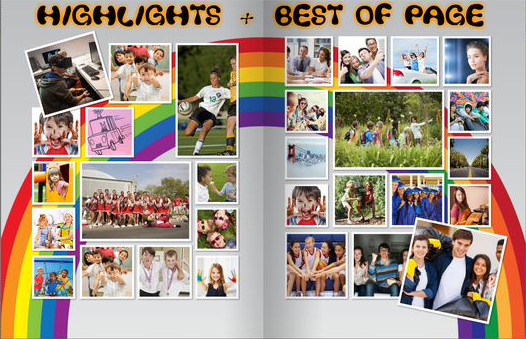 HIGHLIGHTS + BEST OF PAGE